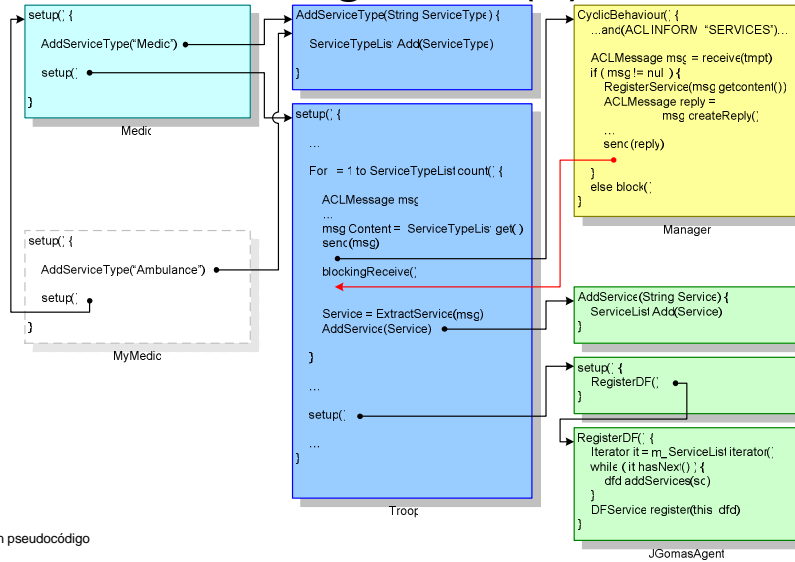 setup() {
AddServiceType("Medic")
setup()
}
Medic
setup() {
AddServiceType("Ambulance")
setup()
}
MyMedic
AddServiceType(String ServiceType) {
ServiceTypeList Add(ServiceType)
}
setup() {
...
For = 1 to ServiceTypeList count() {
ACLMessage msg
...
msg Content = ServiceTypeList get( )
send(msg)
blockingReceive()
Service = ExtractService(msg)
AddService(Service)
}
...
setup()
...
}
Troop
CyclicBehaviour() {
...and(ACL INFORM "SERVICES")...
ACLMessage msg = receive(tmpt)
if ( msg != null ) {
RegisterService(msg getcontent())
ACLMessage reply =
msg createReply()
...
send (reply)
}
else block()
}
Manager
AddService(String Service) {
ServiceList Add(Service)
}
setup() {
RegisterDF()
}
RegisterDF() {
Iterator it = m_ServiceList iterator()
while ( it hasNext() ) {
dfd addServices(sd)
}
DFService register(this dfd)
}
JGomasAgent
n pseudocódigo